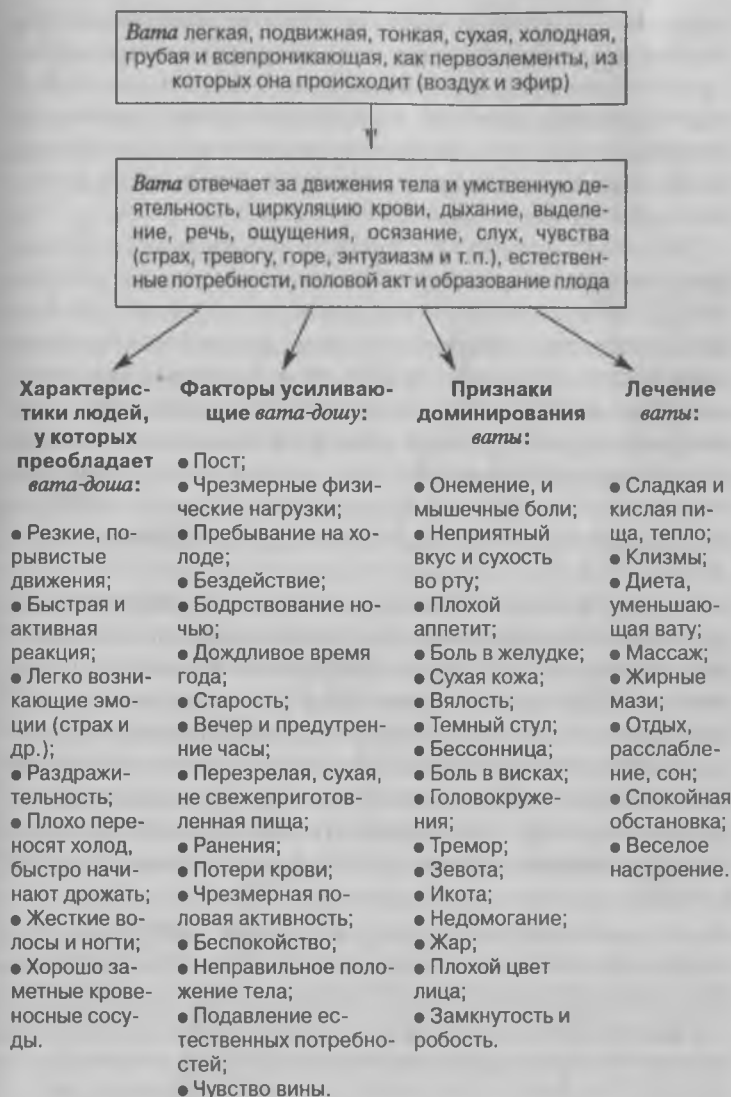 Вата легкая, подвижная, тонкая, сухая, холодная,
грубая и всепроникающая, как первоэлементы, из
которых она происходит (воздух и эфир)
Вата отвечает за движения тела и умственную де-
ятельность, циркуляцию крови, дыхание, выделе-
ние, речь, ощущения, осязание, слух, чувства
(страх, тревогу, горе, энтузиазм и т. п.), естествен-
ные потребности, половой акт и образование плода
Характерис-
тики людей,
у которых
преобладает
вата-доша:
● Резкие, по-
рывистые
движения;
● Быстрая и
активная
реакция;
● Легко возни-
кающие эмо-
ции (страх и
др.);
● Раздражи-
тельность;
● Плохо пере-
носят холод,
быстро начи-
нают дрожать;
● Жесткие во-
лосы и ногти;
● Хорошо за-
метные крове-
носные сосу-
ды.
Факторы усиливаю-
щие вата-дошу:
● Пост;
● Чрезмерные физи-
ческие нагрузки;
● Пребывание на хо-
лоде;
● Бездействие;
● Бодрствование но-
чью;
● Дождливое время
года;
● Старость;
● Вечер и предутрен-
ние часы;
● Перезрелая, сухая,
не свежеприготов-
ленная пища;
● Ранения;
● Потери крови;
● Чрезмерная по-
ловая активность;
● Беспокойство;
● Неправильное поло-
жение тела;
● Подавление ес-
тественных потребно-
стей;
● Чувство вины.
Признаки
доминирования
ваты:
● Онемение, и
мышечные боли;
● Неприятный
вкус и сухость
во рту;
● Плохой
аппетит;
● Боль в желудке;
● Сухая кожа;
● Вялость;
● Темный стул;
● Бессонница;
● Боль в висках;
● Головокруже-
ния;
● Тремор;
● Зевота;
● Икота;
● Недомогание;
● Жар;
● Плохой цвет
лица;
● Замкнутость и
робость.
Лечение
ваты:
● Сладкая и
кислая пи-
ща, тепло;
● Клизмы;
● Диета,
уменьшаю-
щая вату;
● Массаж;
● Жирные
мази;
● Отдых,
расслабле-
ние, сон;
● Спокойная
обстановка;
● Веселое
настроение.